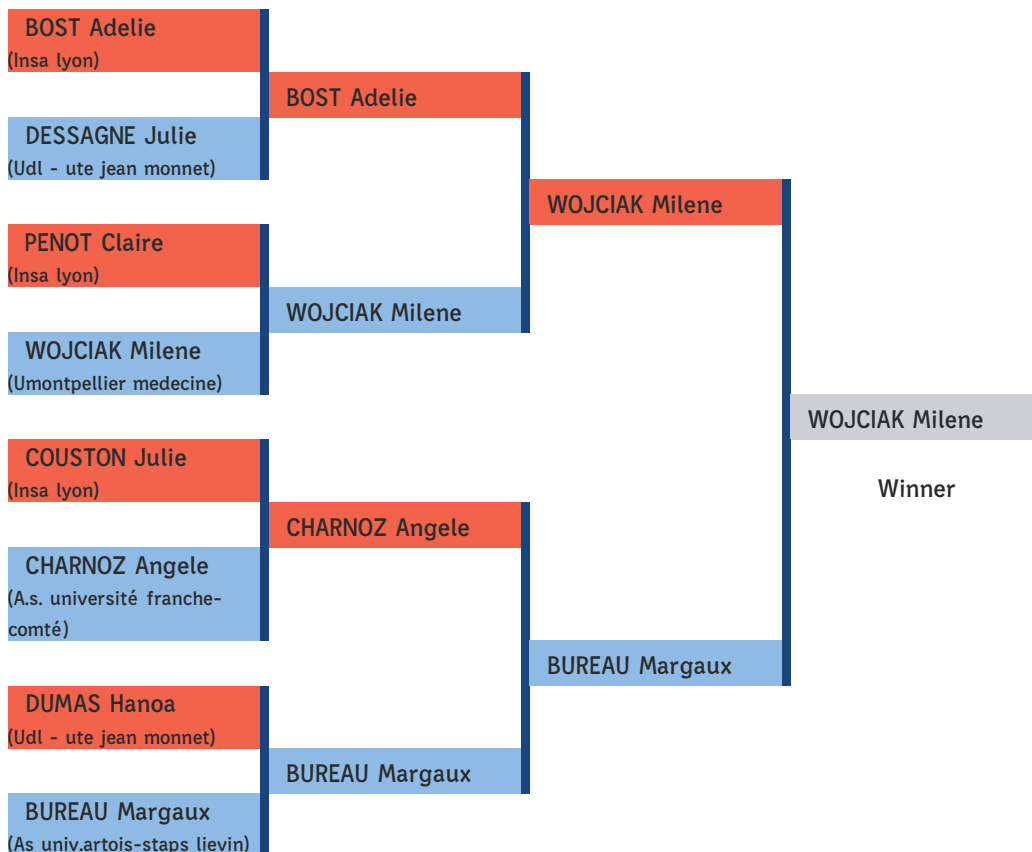 BOST Adelie
(Insa lyon)
DESSAGNE Julie
(Udl - ute jean monnet)
PENOT Claire
(Insa lyon)
WOJCIAK Milene
(Umontpellier medecine)
COUSTON Julie
(Insa lyon)
CHARNOZ Angele
(A.s. université franche-
comté)
DUMAS Hanoa
(Udl - ute jean monnet)
BUREAU Margaux
(As univ.artois-staps lievin)
BOST Adelie
WOJCIAK Milene
CHARNOZ Angele
BUREAU Margaux
WOJCIAK Milene
BUREAU Margaux
WOJCIAK Milene
Winner